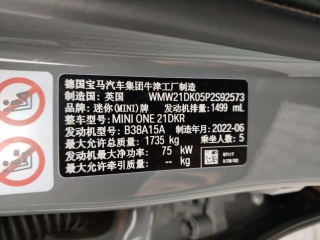 德国宝马汽车集团牛津工厂制造
制造国：英国 WMW21DK05P2S92573
品牌：迷你(MINI)牌 发动机排量：1499 mL
整车型号：MINI ONE 21DKR
发动机型号：B38A15A 2022-06
最大允许总质量：1735 kg 乘坐人数：5
发动机最大净功率： 75 kW
最大允许牵引质量： -- kg